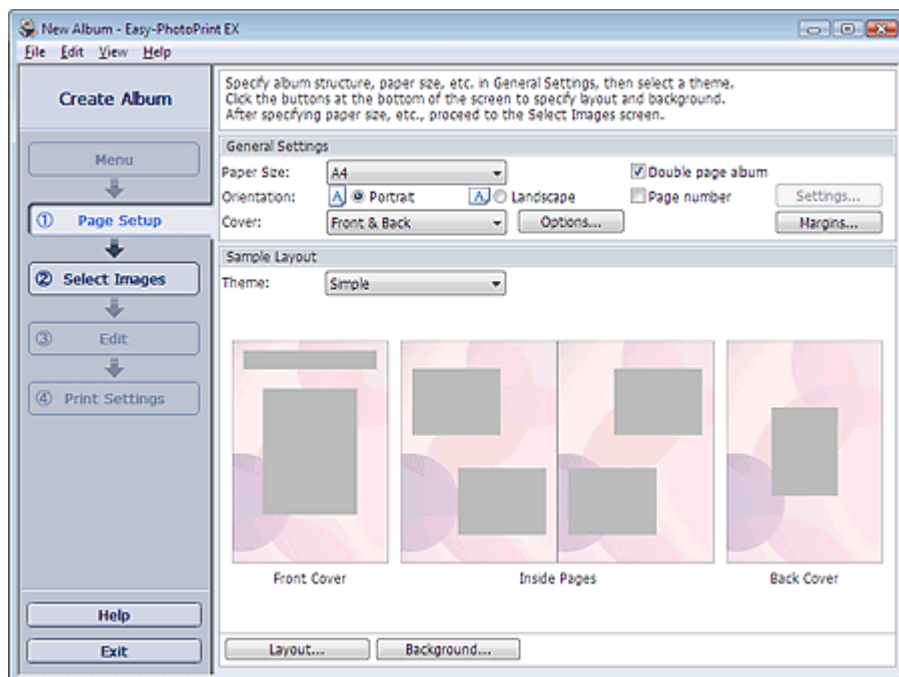 New Album - Easy-PhotoPrint EX
File Edit View Help
Create Album
Menu
① Page Setup
② Select Images
③ Edit
④ Print Settings
Help
Exit
Specify album structure, paper size, etc. in General Settings, then select a theme.
Click the buttons at the bottom of the screen to specify layout and background.
After specifying paper size, etc., proceed to the Select Images screen.
General Settings
Paper Size: A4 Double page album
Orientation: A Portrait A Landscape Page number Settings...
Cover: Front & Back Options... Margins...
Sample Layout
Theme: Simple
Front Cover Inside Pages Back Cover
Layout... Background...